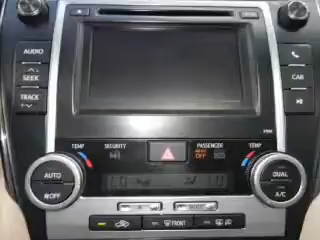 AUDIO
SEEK
TRACK
CAR
TEMP
SECURITY
PASSENGER
OFF
TEMP
AUTO
OFF
DUAL
A/C
FRONT